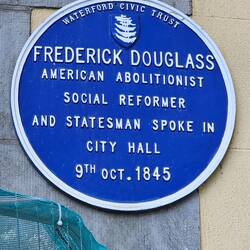 WATERFORD CIVIC TRUST
FREDERICK DOUGLASS
AMERICAN ABOLITIONIST
SOCIAL REFORMER
AND STATESMAN SPOKE IN
CITY HALL
9TH OCT. 1845